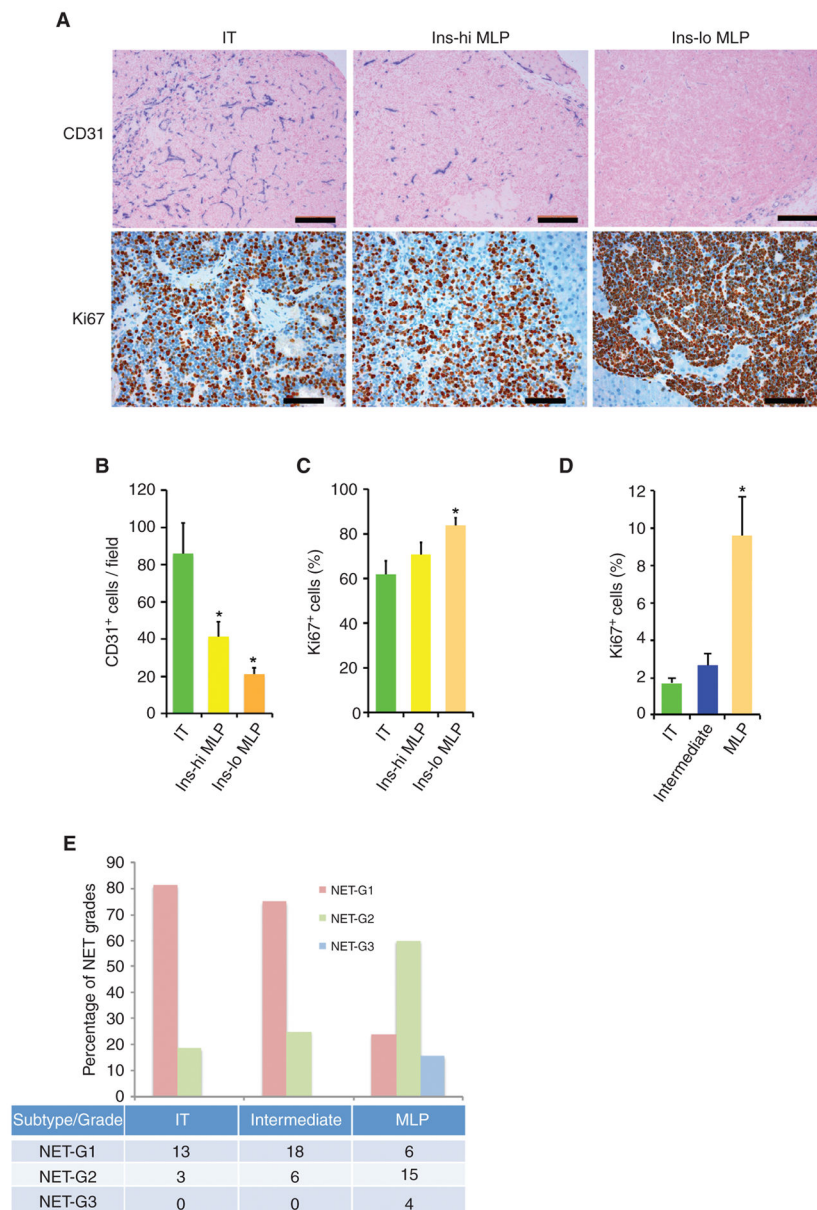 A
IT Ins-hi MLP Ins-lo MLP
CD31
Ki67
B
CD31+ cells / field
120
100
80
60
40
20
0
IT
Ins-hi MLP
Ins-lo MLP
*
*
C
Ki67+ cells (%)
100
80
60
40
20
0
IT
Ins-hi MLP
Ins-lo MLP
*
D
Ki67+ cells (%)
12
10
8
6
4
2
0
IT
Intermediate
MLP
*
E
Percentage of NET grades
90
80
70
60
50
40
30
20
10
0
NET-G1
NET-G2
NET-G3
Subtype/Grade IT Intermediate MLP
NET-G1 13 18 6
NET-G2 3 6 15
NET-G3 0 0 4